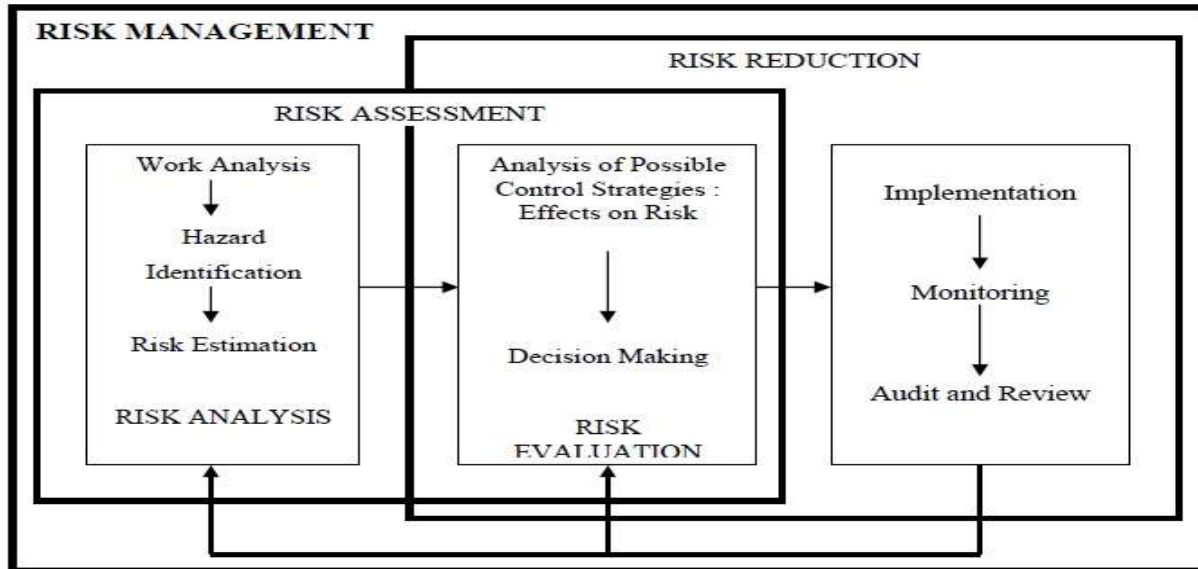 RISK MANAGEMENT
RISK REDUCTION
RISK ASSESSMENT
Work Analysis
Hazard
Identification
Risk Estimation
RISK ANALYSIS
Analysis of Possible
Control Strategies :
Effects on Risk
Decision Making
RISK
EVALUATION
Implementation
Monitoring
Audit and Review